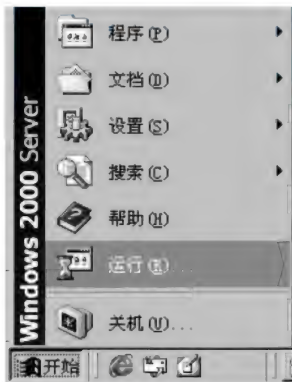 Windows 2000 Server
程序(P)
文档(D)
设置(S)
搜索(C)
帮助(H)
运行(R)...
关机(U)...
开始